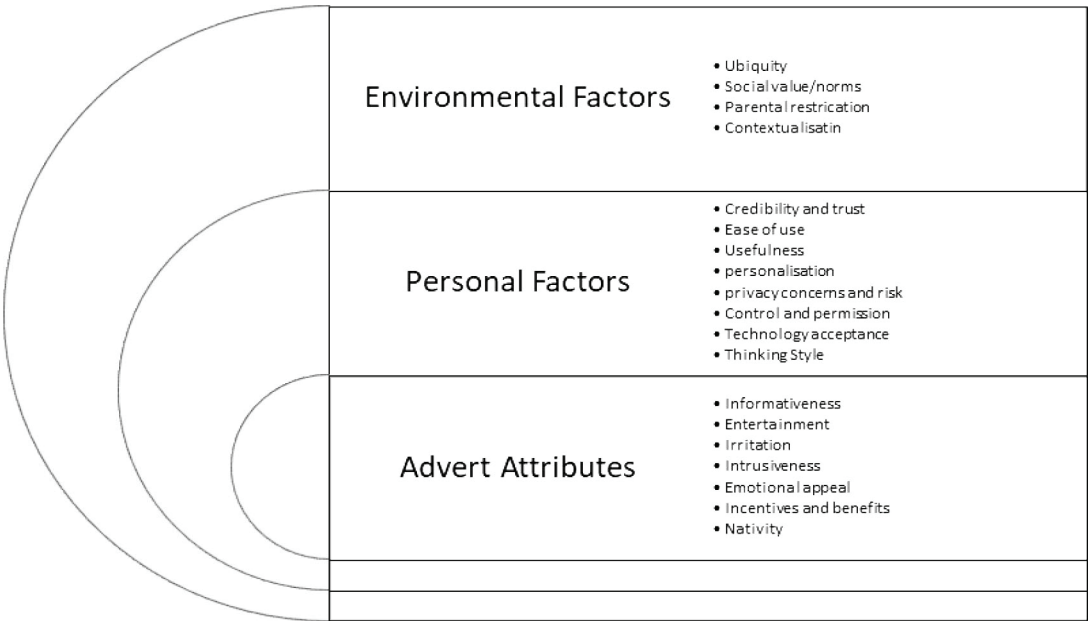 Environmental Factors
• Ubiquity
• Social value/norms
• Parental restrication
• Contextualisatin
Personal Factors
• Credibility and trust
• Ease of use
• Usefulness
• personalisation
• privacy concerns and risk
• Control and permission
• Technology acceptance
• Thinking Style
Advert Attributes
• Informativeness
• Entertainment
• Irritation
• Intrusiveness
• Emotional appeal
• Incentives and benefits
• Nativity